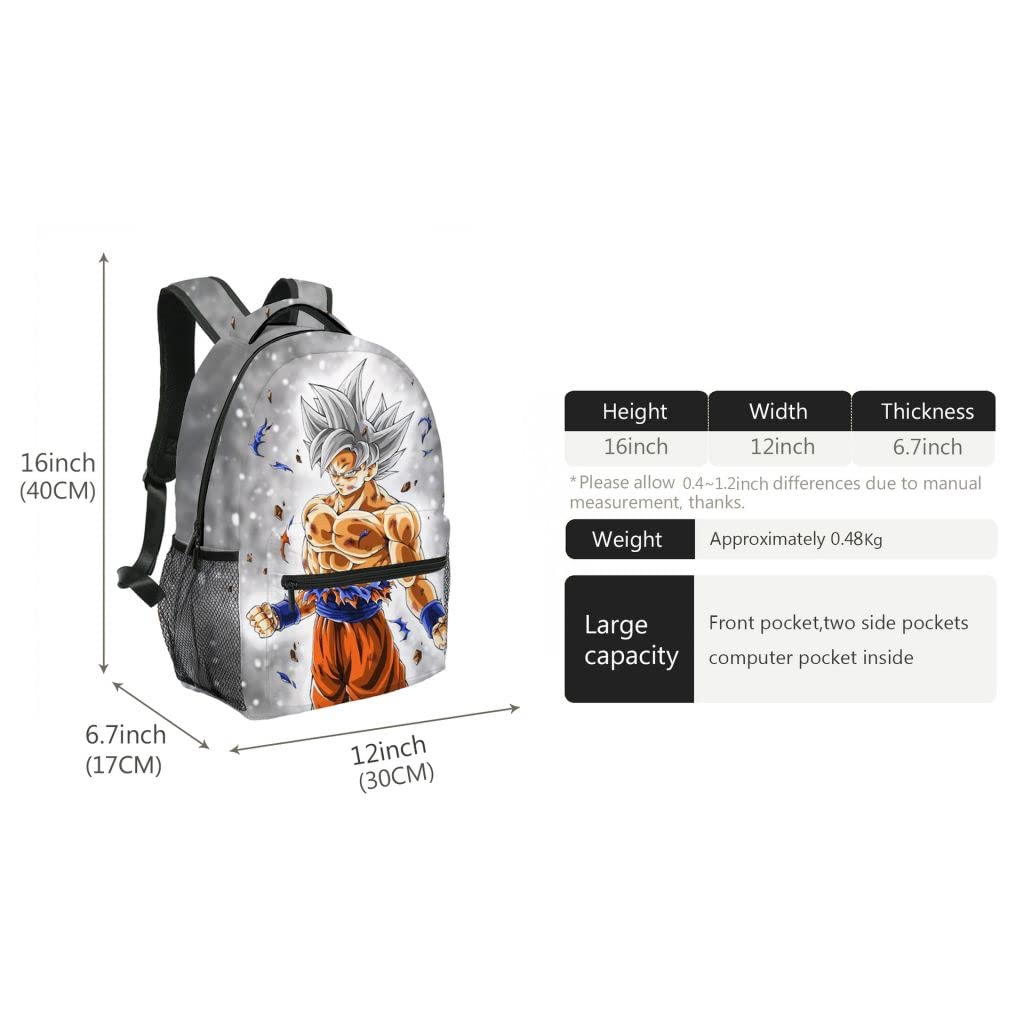 16inch
(40CM)
6.7inch
(17CM)
12inch
(30CM)
Height Width Thickness
16inch 12inch 6.7inch
*Please allow 0.4~1.2inch differences due to manual
measurement, thanks.
Weight Approximately 0.48Kg
Large
capacity
Front pocket,two side pockets
computer pocket inside